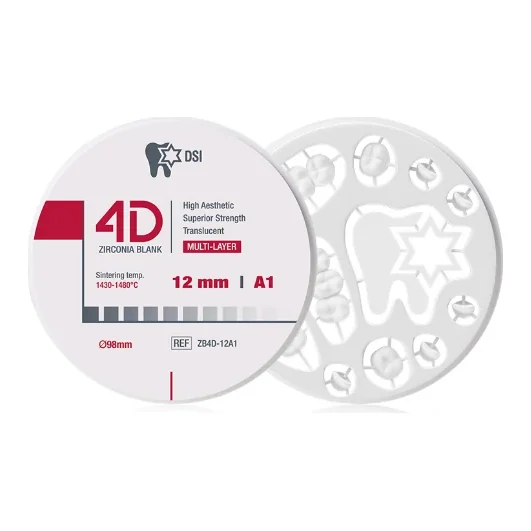 DSI
4D
ZIRCONIA BLANK
High Aesthetic
Superior Strength
Translucent
MULTI-LAYER
Sintering temp.
1430-1480°C
12 mm | A1
Ø98mm
REF ZB4D-12A1